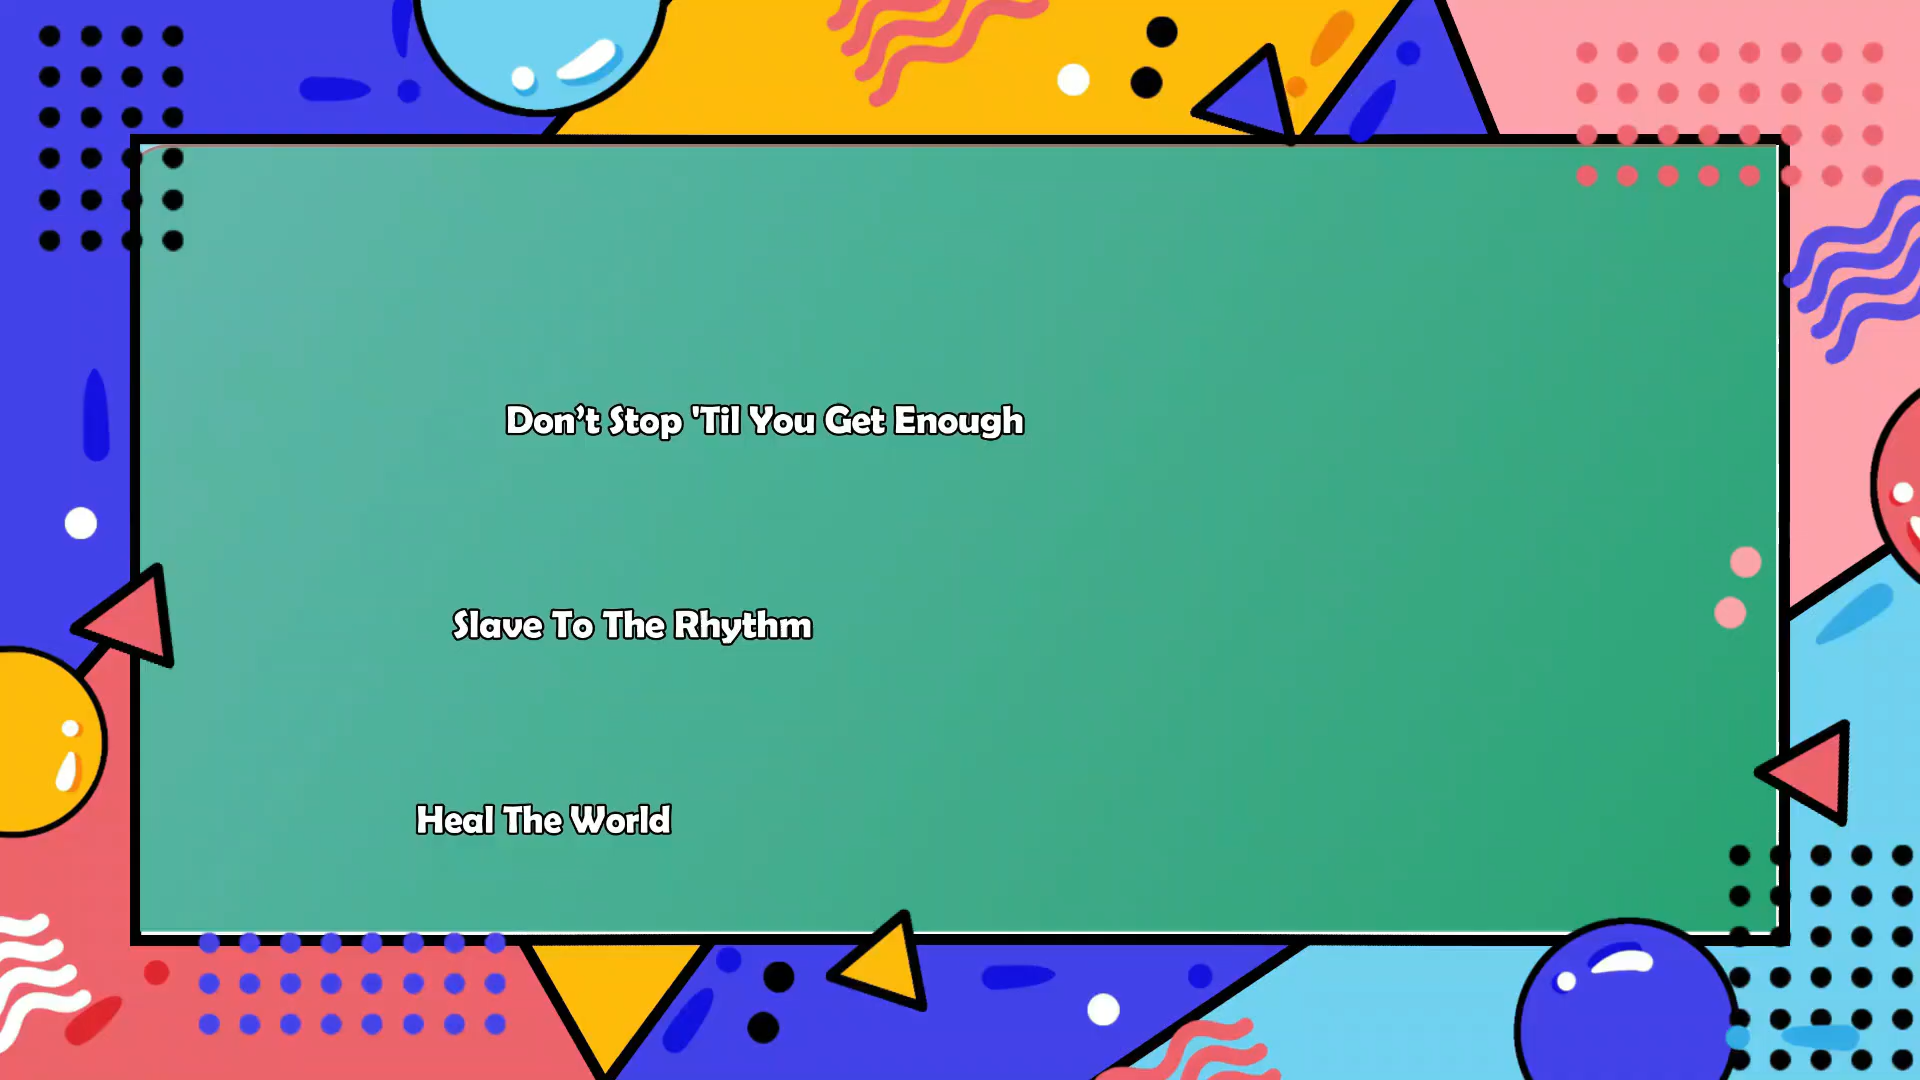 Don’t Stop 'Til You Get Enough
Slave To The Rhythm
Heal The World